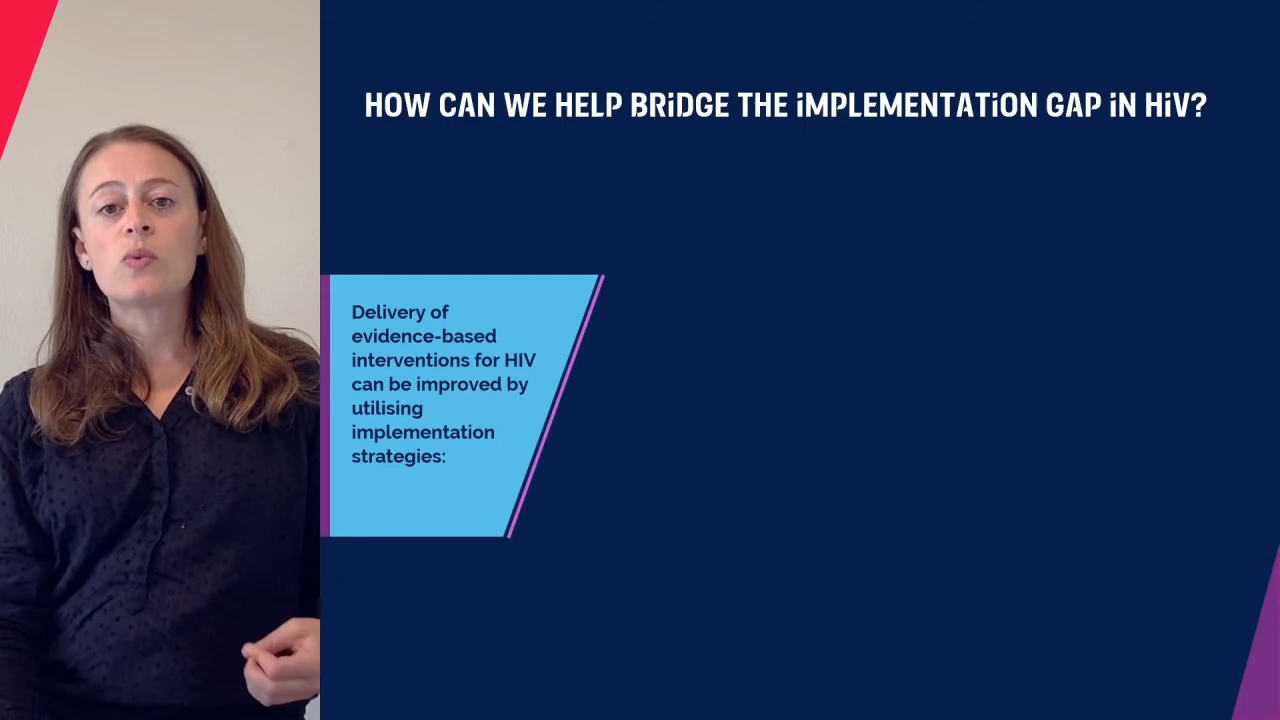 HOW CAN WE HELP BRiDGE THE iMPLEMENTATiON GAP iN HiV?
Delivery of
evidence-based
interventions for HIV
can be improved by
utilising
implementation
strategies: